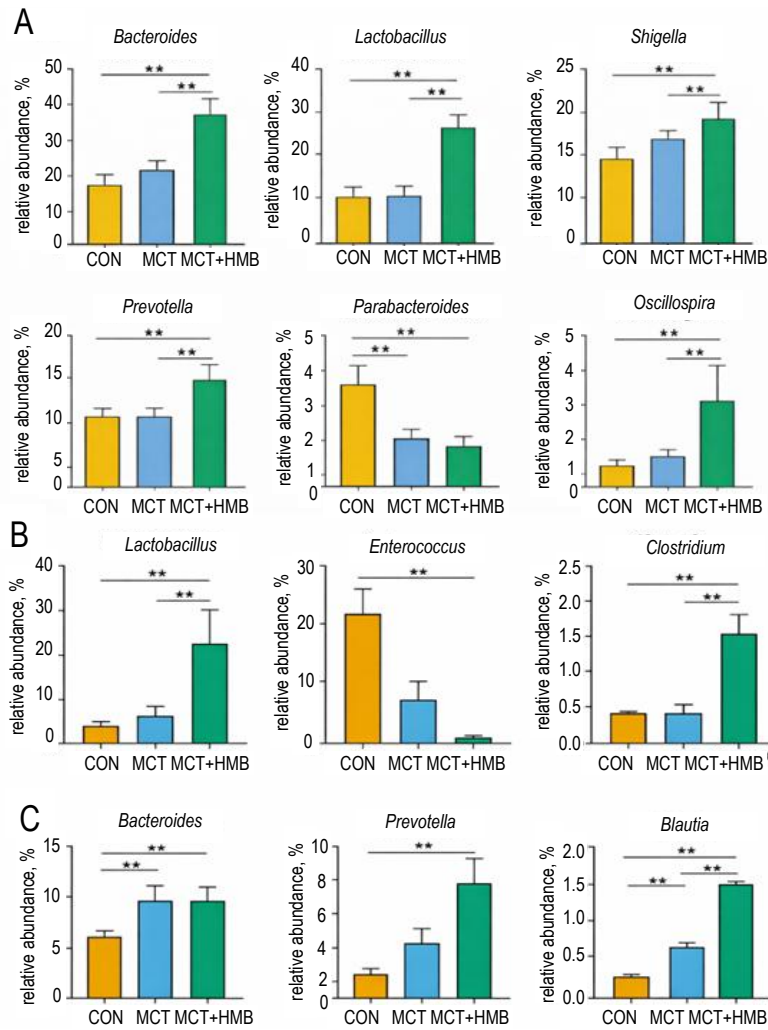 A
Bacteroides
relative abundance, %
50
40
30
20
10
0
**
**
CON MCT MCT+HMB
Lactobacillus
relative abundance, %
40
30
20
10
0
**
**
CON MCT MCT+HMB
Shigella
relative abundance, %
25
20
15
15
0
**
**
CON MCT MCT+HMB
Prevotella
relative abundance, %
20
15
10
5
0
**
**
CON MCT MCT+HMB
Parabacteroides
relative abundance, %
5
4
3
2
1
0
**
**
CON MCT MCT+HMB
Oscillospira
relative abundance, %
5
4
3
2
1
0
**
**
CON MCT MCT+HMB
B
Lactobacillus
relative abundance, %
40
30
20
10
0
**
**
CON MCT MCT+HMB
Enterococcus
relative abundance, %
30
20
10
0
**
CON MCT MCT+HMB
Clostridium
relative abundance, %
2.5
2.0
1.5
1.0
0.5
0.0
**
**
CON MCT MCT+HMB
C
Bacteroides
relative abundance, %
15
10
5
0
**
**
CON MCT MCT+HMB
Prevotella
relative abundance, %
10
8
6
4
2
0
**
CON MCT MCT+HMB
Blautia
relative abundance, %
2.0
1.5
1.0
0.5
0.0
**
**
**
CON MCT MCT+HMB